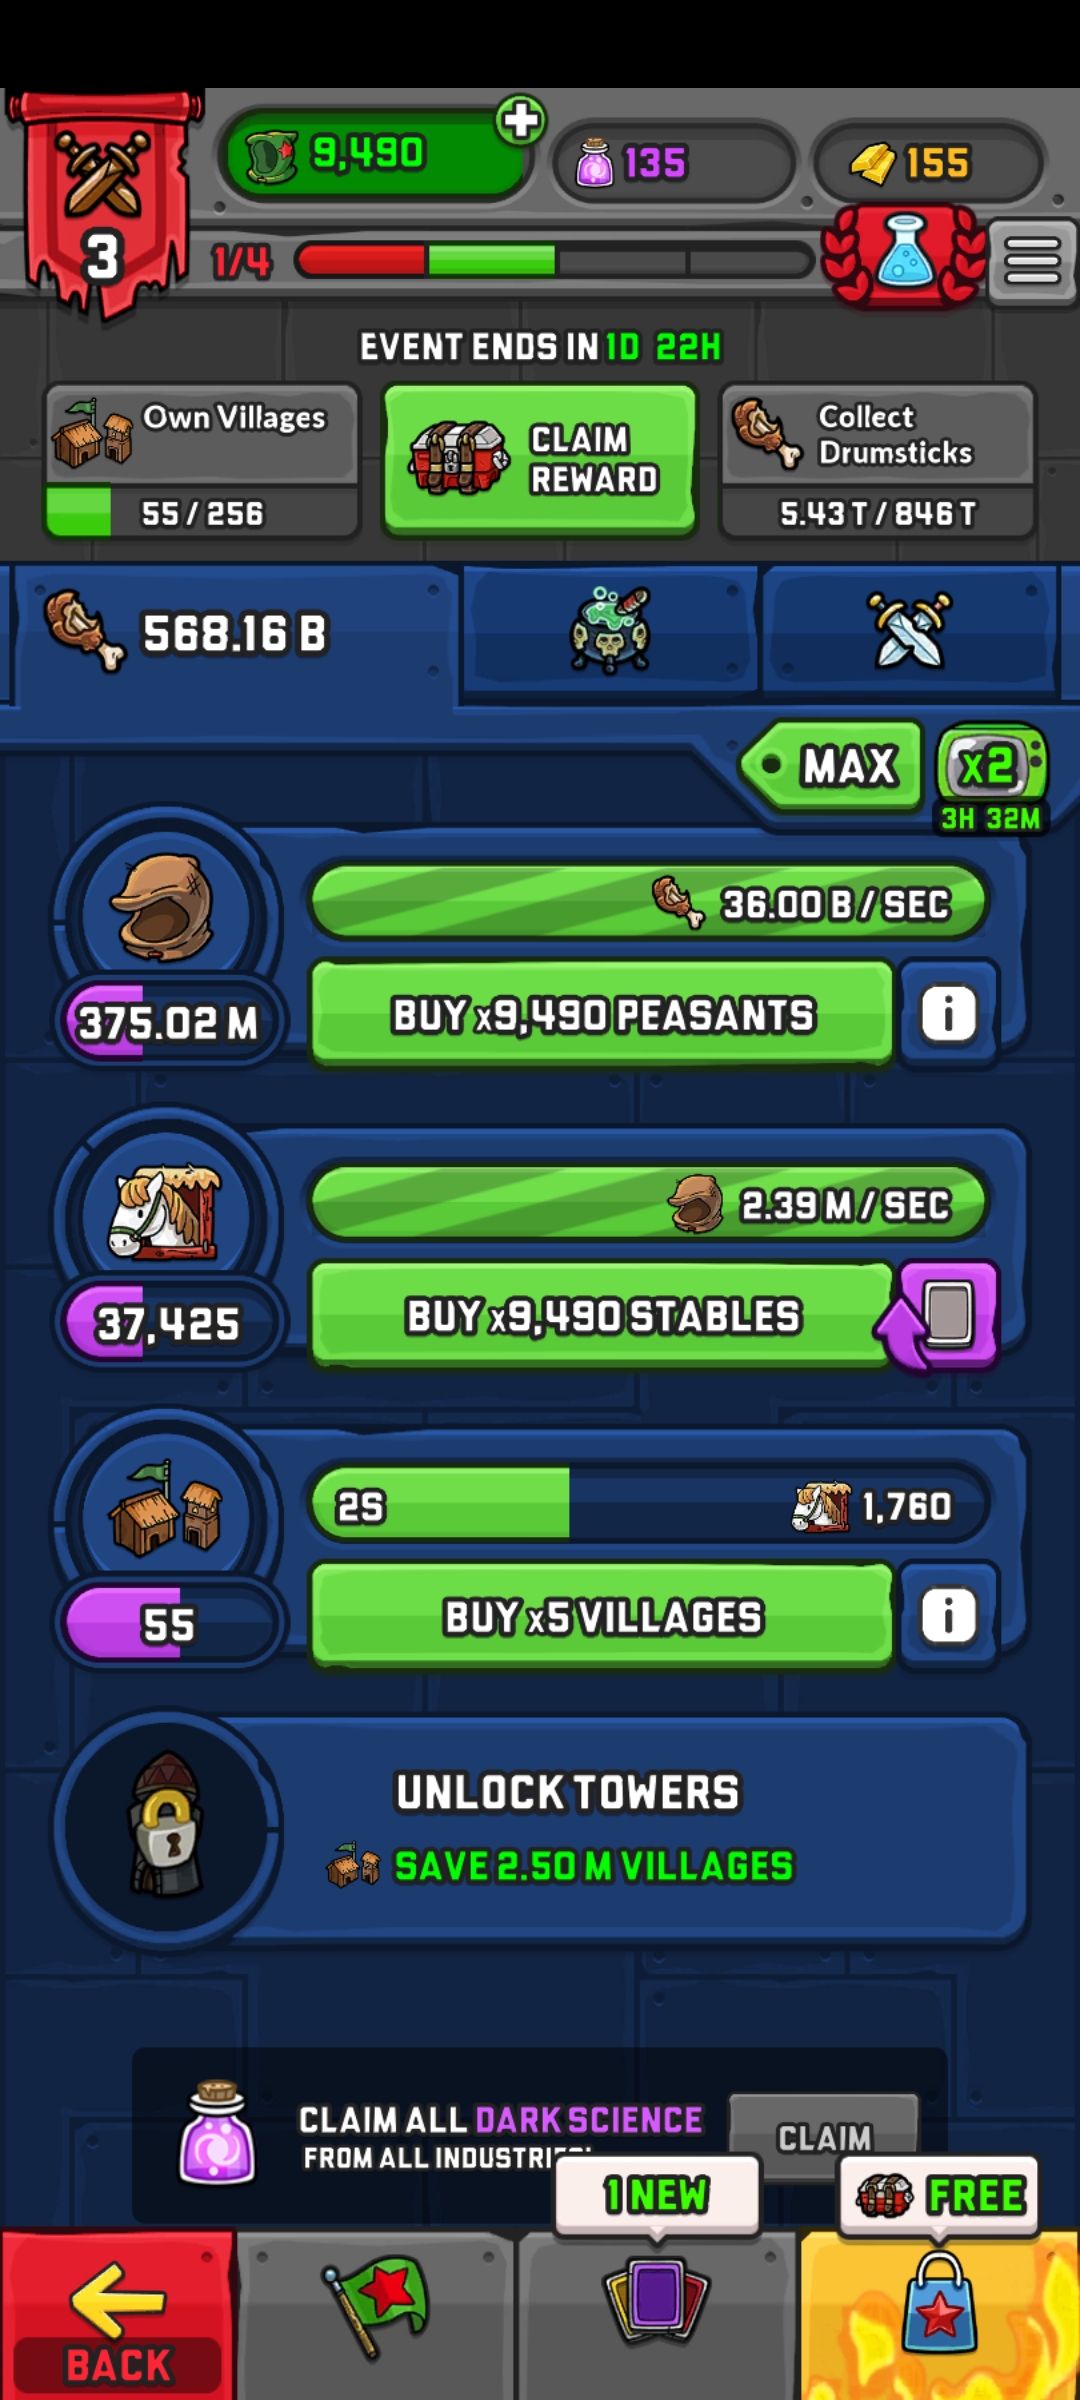 9,490
135
155
3
1/4
EVENT ENDS IN 1D 22H
Own Villages
55 / 256
CLAIM
REWARD
Collect
Drumsticks
5.43 T / 846 T
568.16 B
MAX
x2
3H 32M
36.00 B / SEC
375.02 M
BUY x9,490 PEASANTS
i
2.39 M / SEC
37,425
BUY x9,490 STABLES
2S
1,760
55
BUY x5 VILLAGES
i
UNLOCK TOWERS
SAVE 2.50 M VILLAGES
CLAIM ALL DARK SCIENCE
FROM ALL INDUSTRIES!
CLAIM
1 NEW
FREE
BACK